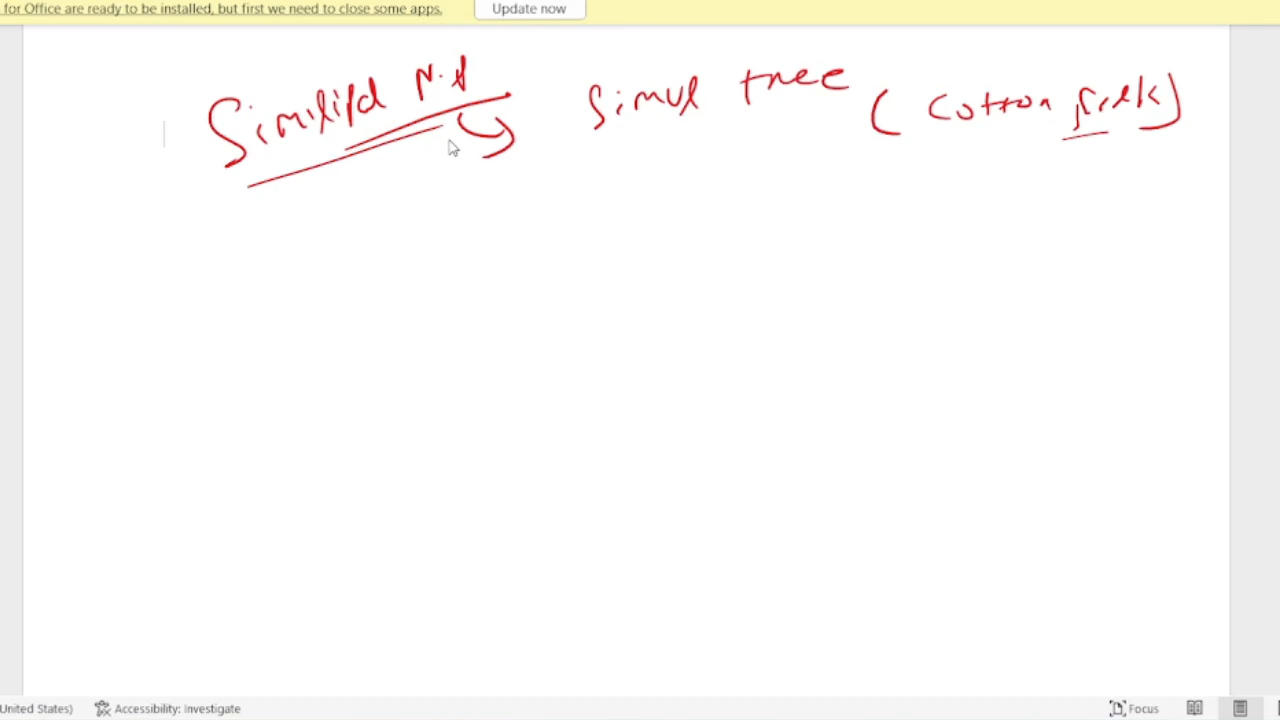 for Office are ready to be installed, but first we need to close some apps. Update now
Similipd N.A Simul tree (cotton silk)
United States) Accessibility: Investigate Focus